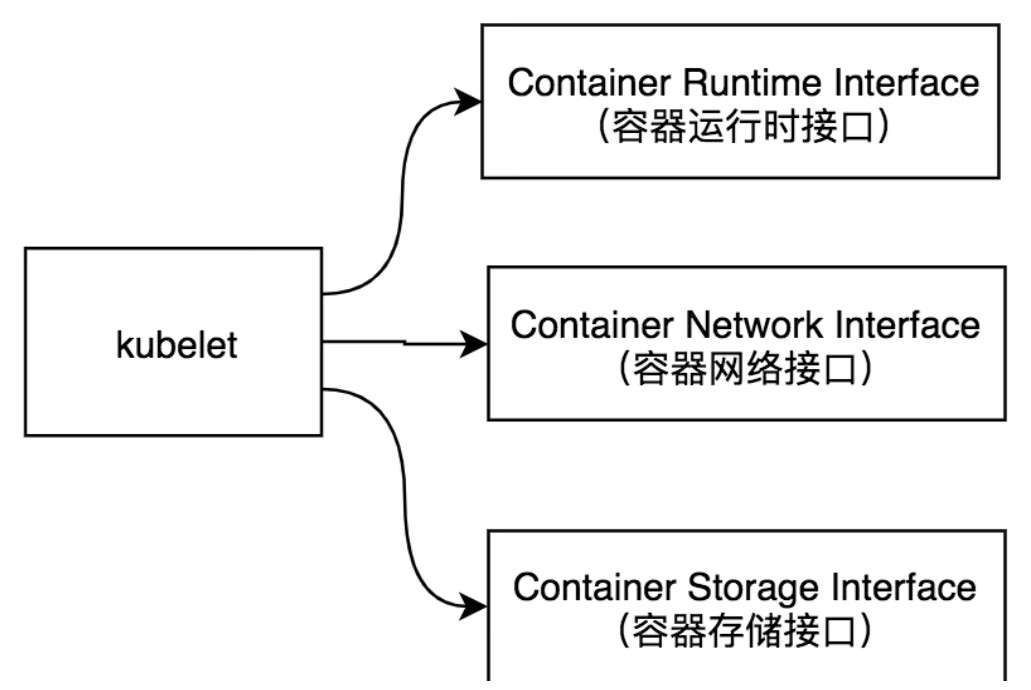 Container Runtime Interface
（容器运行时接口）
kubelet
Container Network Interface
（容器网络接口）
Container Storage Interface
（容器存储接口）